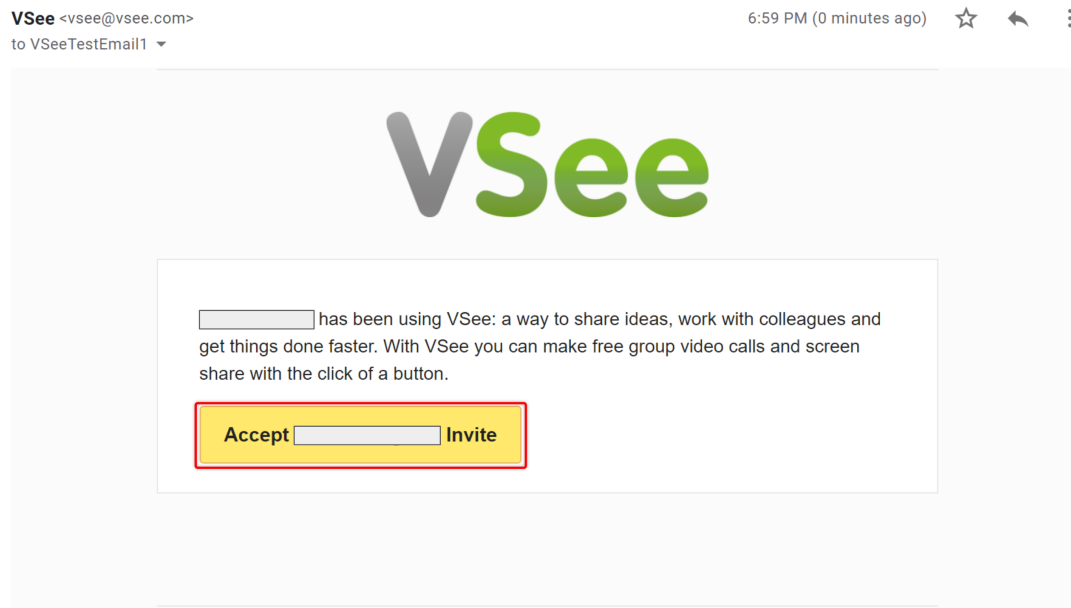 VSee <vsee@vsee.com> 6:59 PM (0 minutes ago)
to VSeeTestEmail1
VSee
has been using VSee: a way to share ideas, work with colleagues and
get things done faster. With VSee you can make free group video calls and screen
share with the click of a button.
Accept Invite